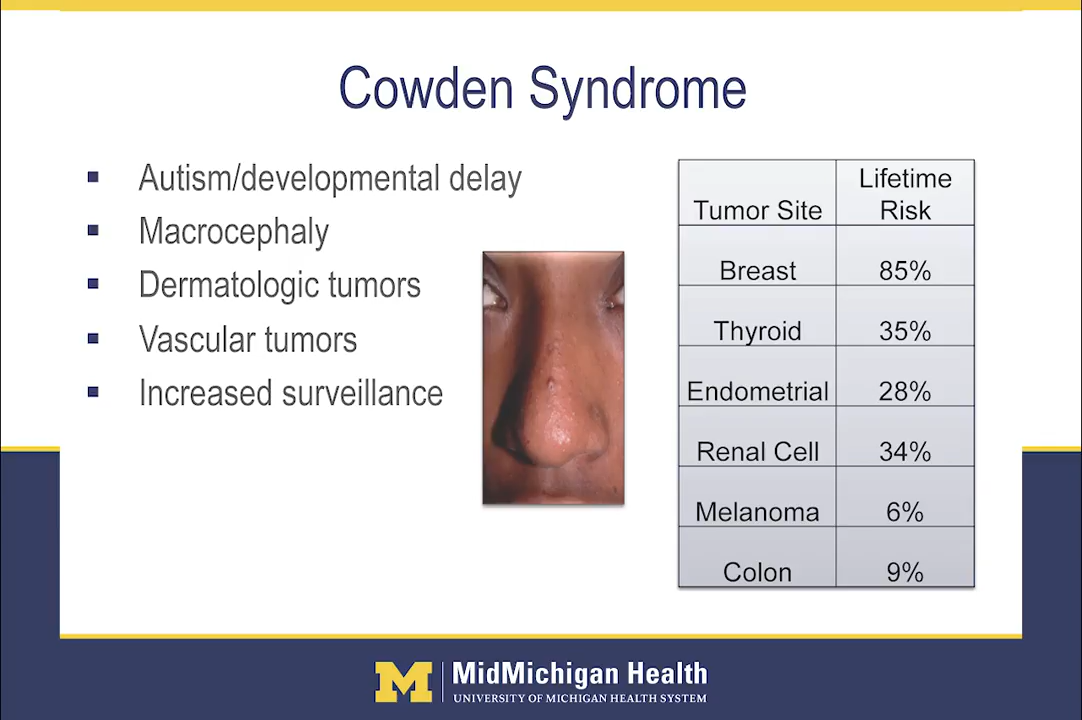 Cowden Syndrome
▪ Autism/developmental delay
▪ Macrocephaly
▪ Dermatologic tumors
▪ Vascular tumors
▪ Increased surveillance
Tumor Site Lifetime Risk
Breast 85%
Thyroid 35%
Endometrial 28%
Renal Cell 34%
Melanoma 6%
Colon 9%
M MidMichigan Health
UNIVERSITY OF MICHIGAN HEALTH SYSTEM